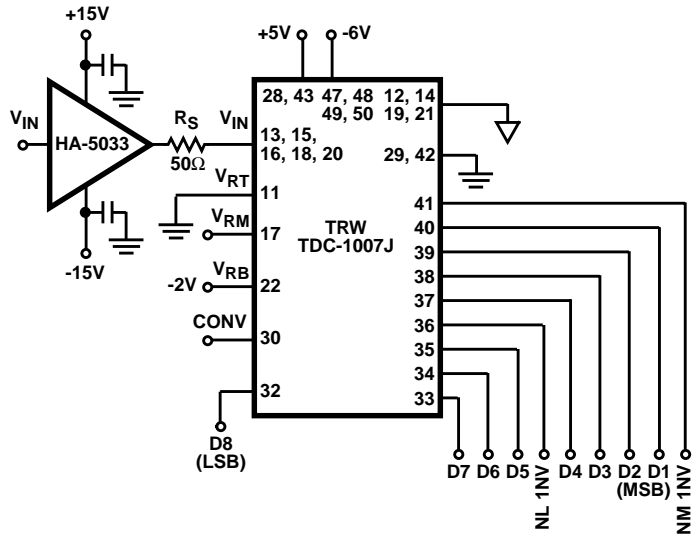 +15V
+5V -6V
V_IN HA-5033 R_S 50Ω V_IN
28, 43 47, 48 12, 14
49, 50 19, 21
13, 15,
16, 18, 20 29, 42
V_RT 11 41
TRW
TDC-1007J
V_RM 17 40
39
-15V
V_RB
-2V 22 38
37
CONV 30 36
35
32 34
33
D8
(LSB)
D7 D6 D5 NL 1NV D4 D3 D2 D1 NM 1NV
(MSB)